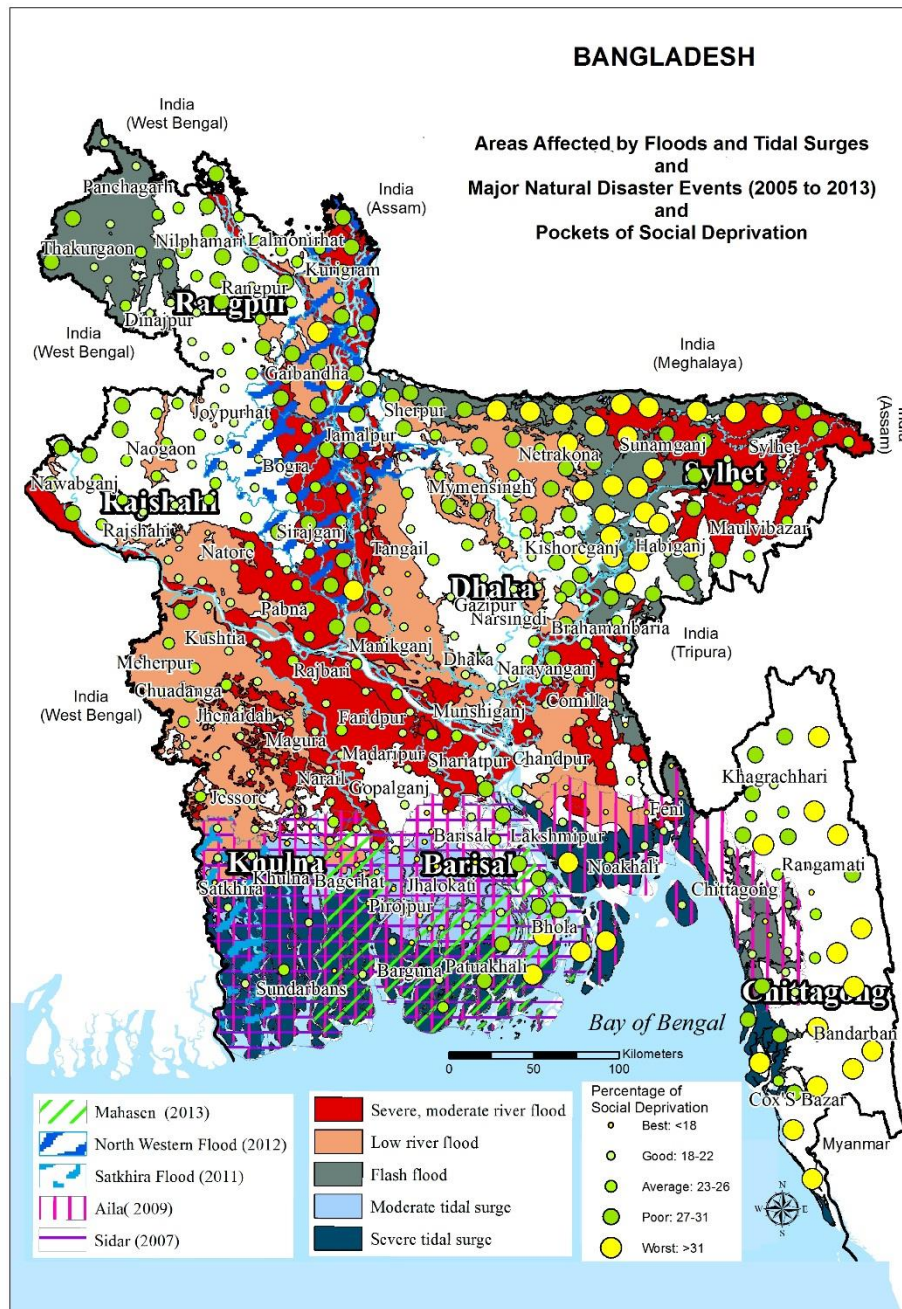 BANGLADESH
Areas Affected by Floods and Tidal Surges
and
Major Natural Disaster Events (2005 to 2013)
and
Pockets of Social Deprivation
India
(West Bengal)
India
(Assam)
Panchagarh
Thakurgaon
Nilphamari
Lalmonirhat
Kurigram
Rangpur
Rangpur
Dinajpur
India
(West Bengal)
India
(Meghalaya)
India
(Assam)
Gaibandha
Joypurhat
Sherpur
Jamalpur
Naogaon
Bogra
Netrakona
Sunamganj
Sylhet
Sylhet
Nawabganj
Rajshahi
Rajshahi
Mymensingh
Natore
Sirajganj
Tangail
Kishoreganj
Habiganj
Maulvibazar
Dhaka
Gazipur
Narsingdi
Pabna
Kushtia
Manikganj
Brahamanbaria
Meherpur
Rajbari
Dhaka
Narayanganj
India
(Tripura)
India
(West Bengal)
Chuadanga
Jhenaidah
Faridpur
Munshiganj
Comilla
Magura
Madaripur
Shariatpur
Chandpur
Narail
Gopalganj
Khagrachhari
Jessore
Feni
Barisal
Lakshmipur
Khulna
Barisal
Noakhali
Rangamati
Satkhira
Khulna
Bagerhat
Jhalokati
Chittagong
Pirojpur
Bhola
Sundarbans
Barguna
Patuakhali
Chittagong
Bay of Bengal
Bandarban
Kilometers
0 50 100
Cox'S Bazar
Myanmar
Mahasen (2013)
North Western Flood (2012)
Satkhira Flood (2011)
Aila( 2009)
Sidar (2007)
Severe, moderate river flood
Low river flood
Flash flood
Moderate tidal surge
Severe tidal surge
Percentage of
Social Deprivation
Best: <18
Good: 18-22
Average: 23-26
Poor: 27-31
Worst: >31
N
W E
S